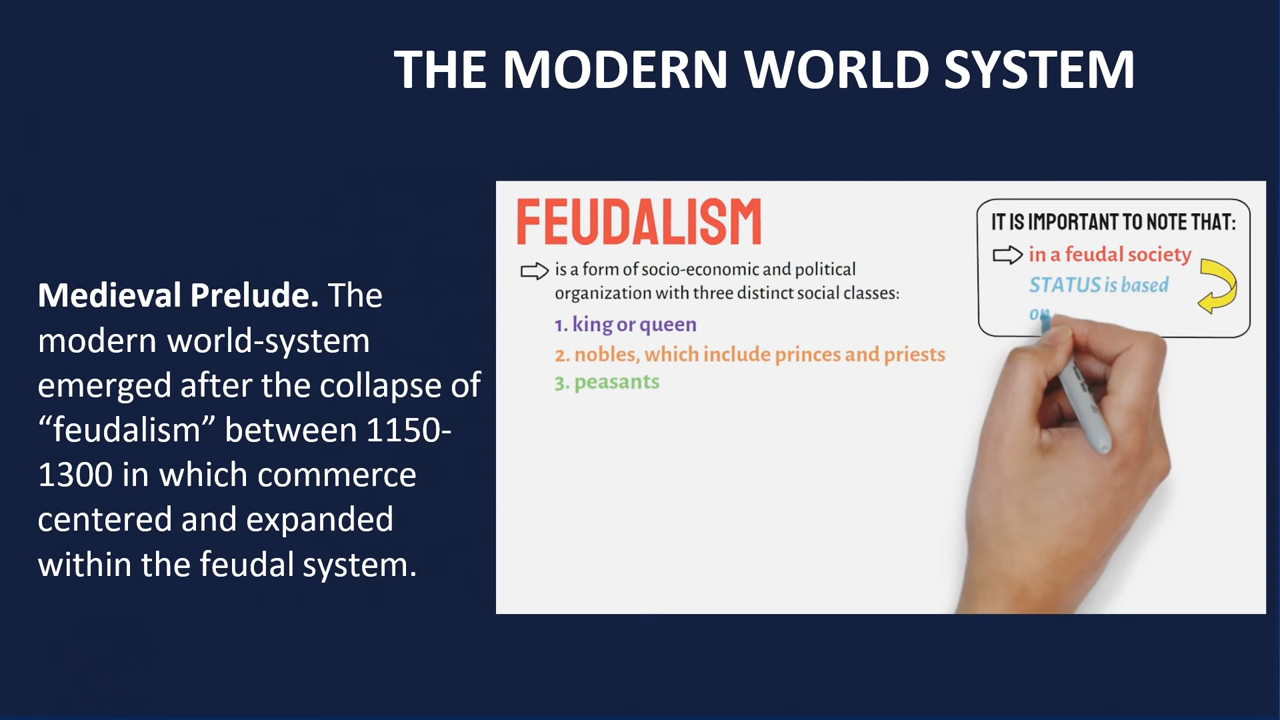 THE MODERN WORLD SYSTEM
Medieval Prelude. The
modern world-system
emerged after the collapse of
“feudalism” between 1150-
1300 in which commerce
centered and expanded
within the feudal system.
FEUDALISM
is a form of socio-economic and political
organization with three distinct social classes:
1. king or queen
2. nobles, which include princes and priests
3. peasants
IT IS IMPORTANT TO NOTE THAT:
in a feudal society
STATUS is based
on